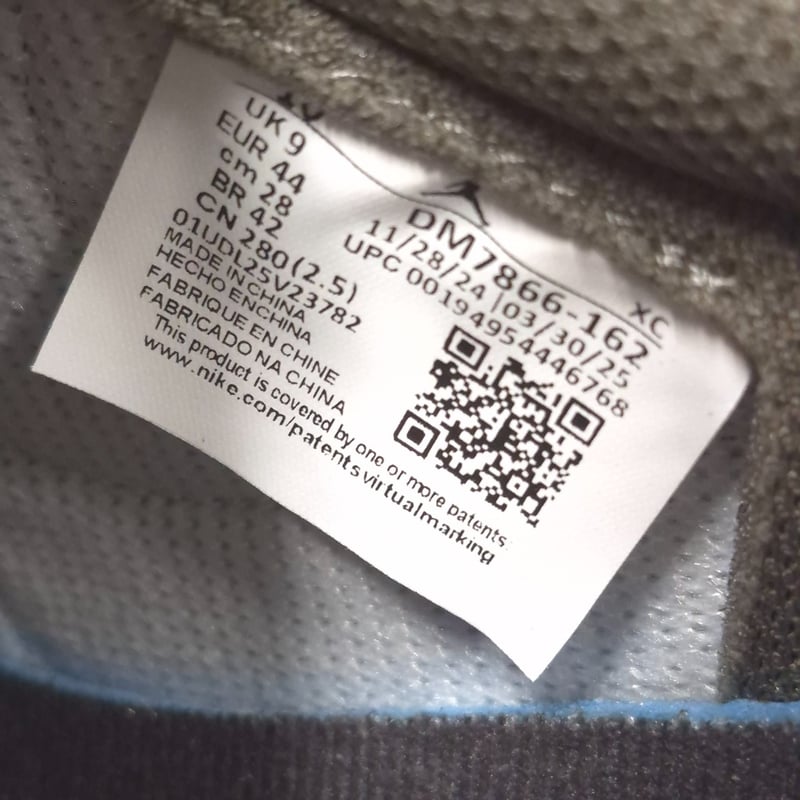 UK 9
EUR 44
cm 28
BR 42
CN 280(2.5)
01UDL25V23782
MADE IN CHINA
HECHO EN CHINA
FABRIQUE EN CHINE
FABRICADO NA CHINA
This product is covered by one or more patents.
www.nike.com/patentsvirtualmarking
XC
DM7866-162
11/28/24 | 03/30/25
UPC 00194954446768